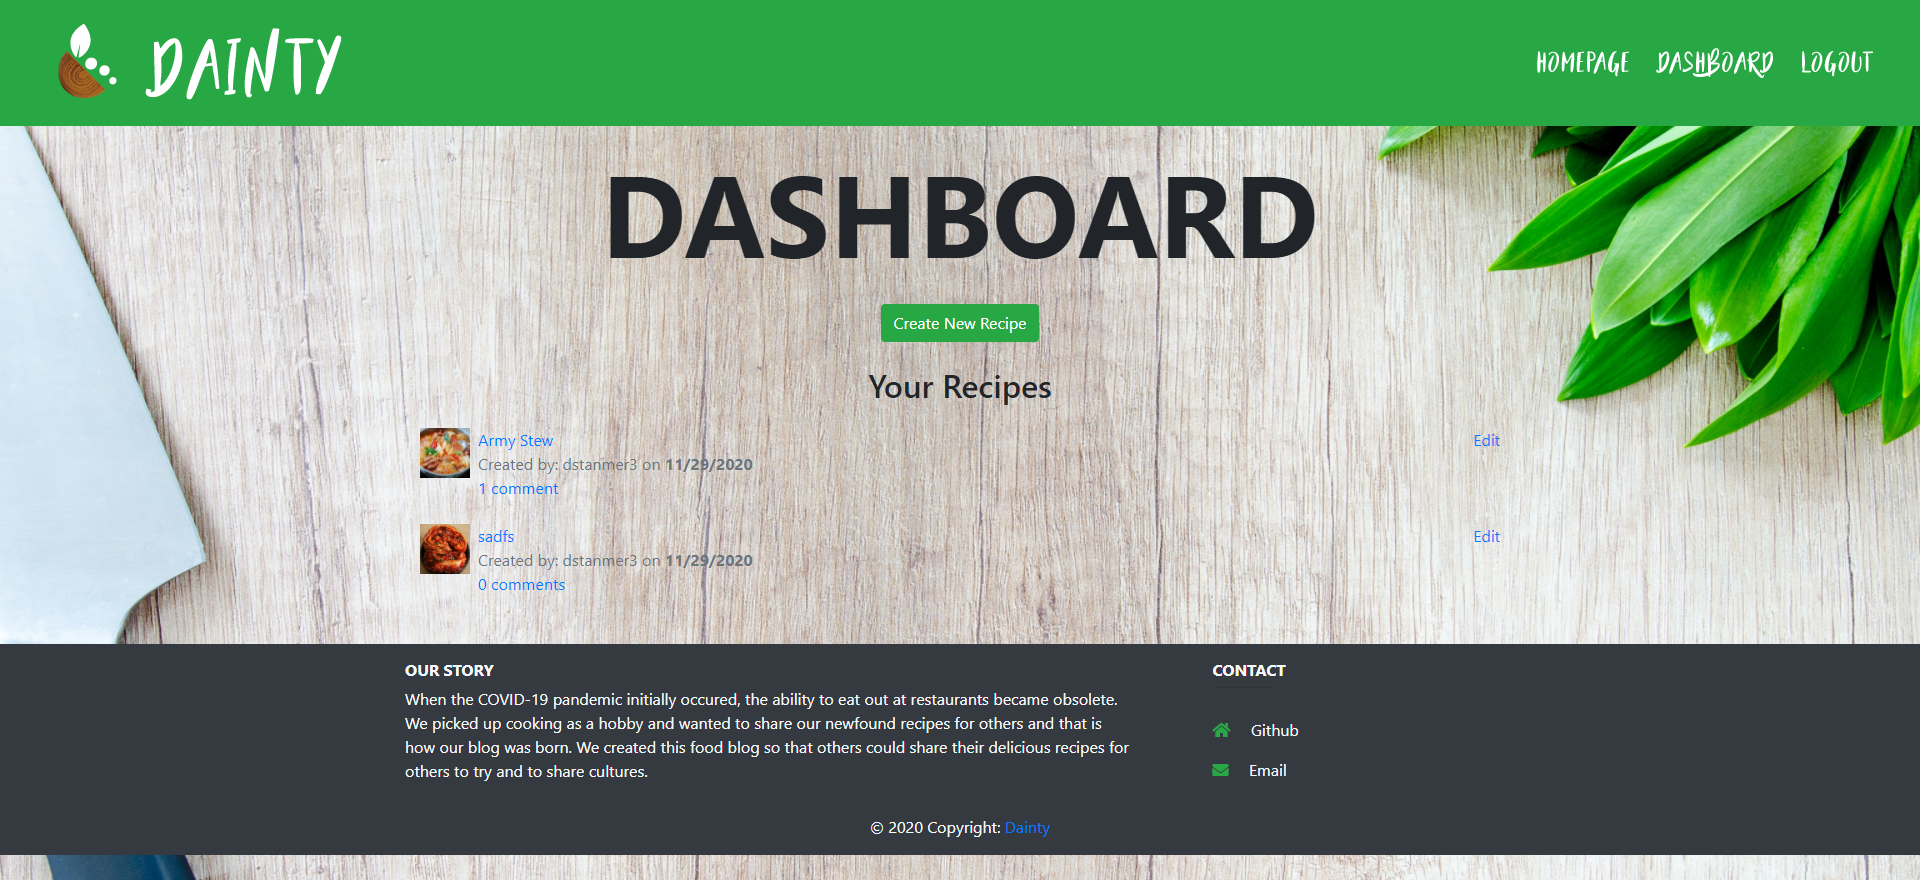 DAINTY
HOMEPAGE DASHBOARD LOGOUT
DASHBOARD
Create New Recipe
Your Recipes
Army Stew Edit
Created by: dstanmer3 on 11/29/2020
1 comment
sadfs Edit
Created by: dstanmer3 on 11/29/2020
0 comments
OUR STORY
When the COVID-19 pandemic initially occured, the ability to eat out at restaurants became obsolete.
We picked up cooking as a hobby and wanted to share our newfound recipes for others and that is
how our blog was born. We created this food blog so that others could share their delicious recipes for
others to try and to share cultures.
CONTACT
Github
Email
© 2020 Copyright: Dainty